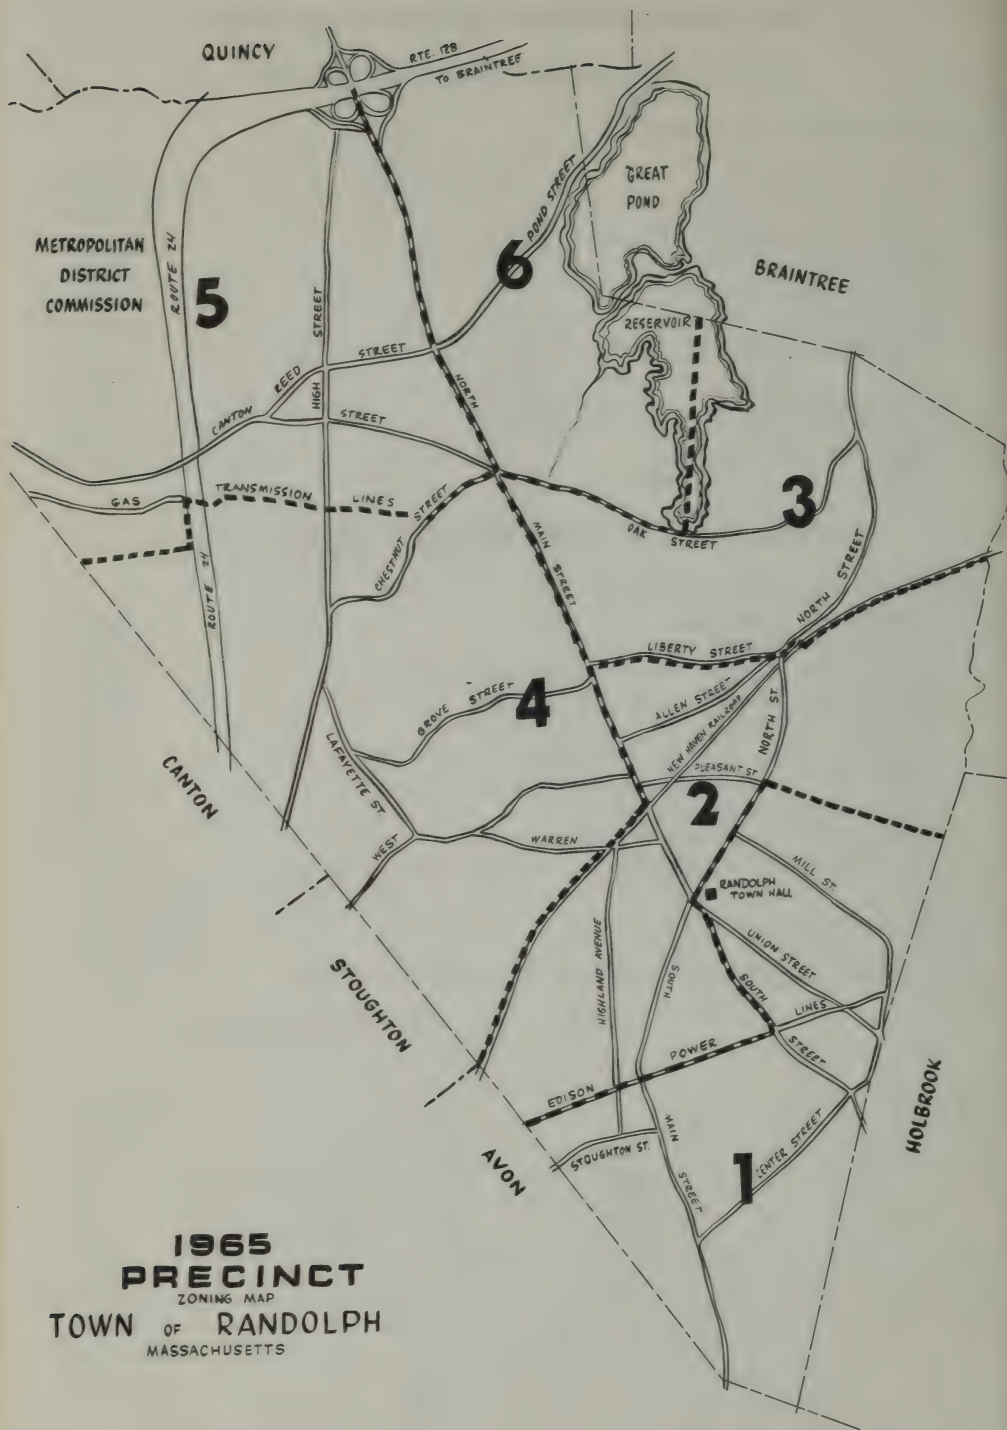 QUINCY
RTE. 128
TO BRAINTREE
GREAT
POND
POND STREET
METROPOLITAN
DISTRICT
COMMISSION
ROUTE 24
5
6
BRAINTREE
RESERVOIR
HIGH STREET
REED STREET
NORTH
CANTON STREET
GAS TRANSMISSION LINES
CHESTNUT STREET
3
OAK STREET
MAIN STREET
ROUTE 24
NORTH STREET
LIBERTY STREET
GROVE STREET
4
ALLEN STREET
NEW HAVEN RAILROAD
NORTH ST.
PLEASANT ST
2
CANTON
LAFAYETTE ST.
WEST
WARREN
MILL ST.
RANDOLPH
TOWN HALL
UNION STREET
HIGHLAND AVENUE
SOUTH
SOUTH STREET
STOUGHTON
EDISON POWER LINES
HOLBROOK
AVON
STOUGHTON ST.
MAIN STREET
CENTER STREET
1
1965
PRECINCT
ZONING MAP
TOWN OF RANDOLPH
MASSACHUSETTS